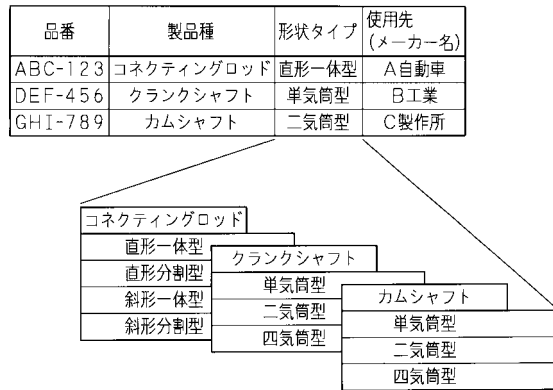 品番 製品種 形状タイプ 使用先
(メーカー名)
ABC-123 コネクティングロッド 直形一体型 A自動車
DEF-456 クランクシャフト 単気筒型 B工業
GHI-789 カムシャフト 二気筒型 C製作所
コネクティングロッド
直形一体型
直形分割型
斜形一体型
斜形分割型
クランクシャフト
単気筒型
二気筒型
四気筒型
カムシャフト
単気筒型
二気筒型
四気筒型